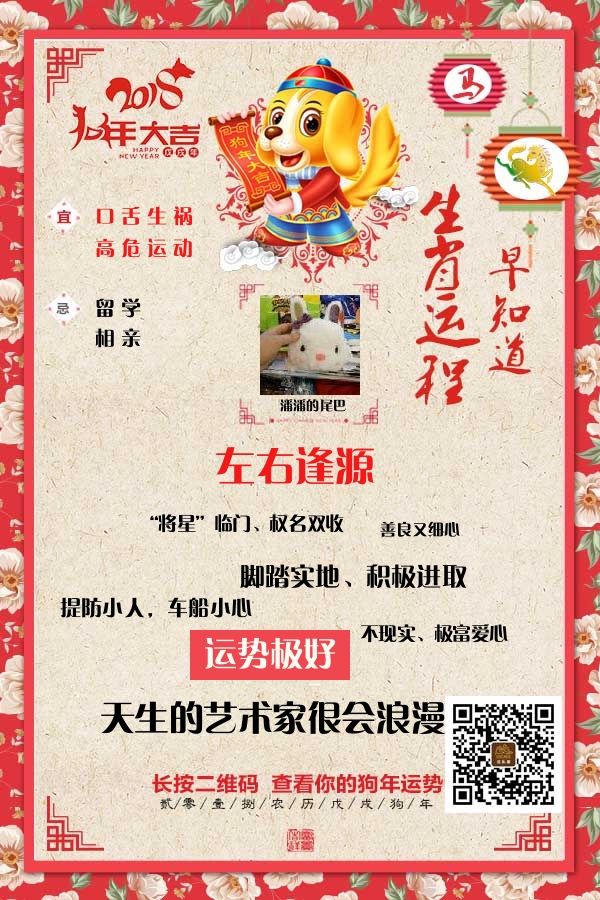 2018
狗年大吉
HAPPY
NEW YEAR
戊戌年
狗年大吉
马
生肖运程
早知道
宜
口舌生祸
高危运动
忌
留学
相亲
潘潘的尾巴
HAPPY CHINESE NEW YEAR
左右逢源
“将星”临门、权名双收
善良又细心
脚踏实地、积极进取
提防小人，车船小心
不现实、极富爱心
运势极好
天生的艺术家很会浪漫
长按二维码 查看你的狗年运势
贰/零/壹/捌/农/历/戊/戌/狗/年